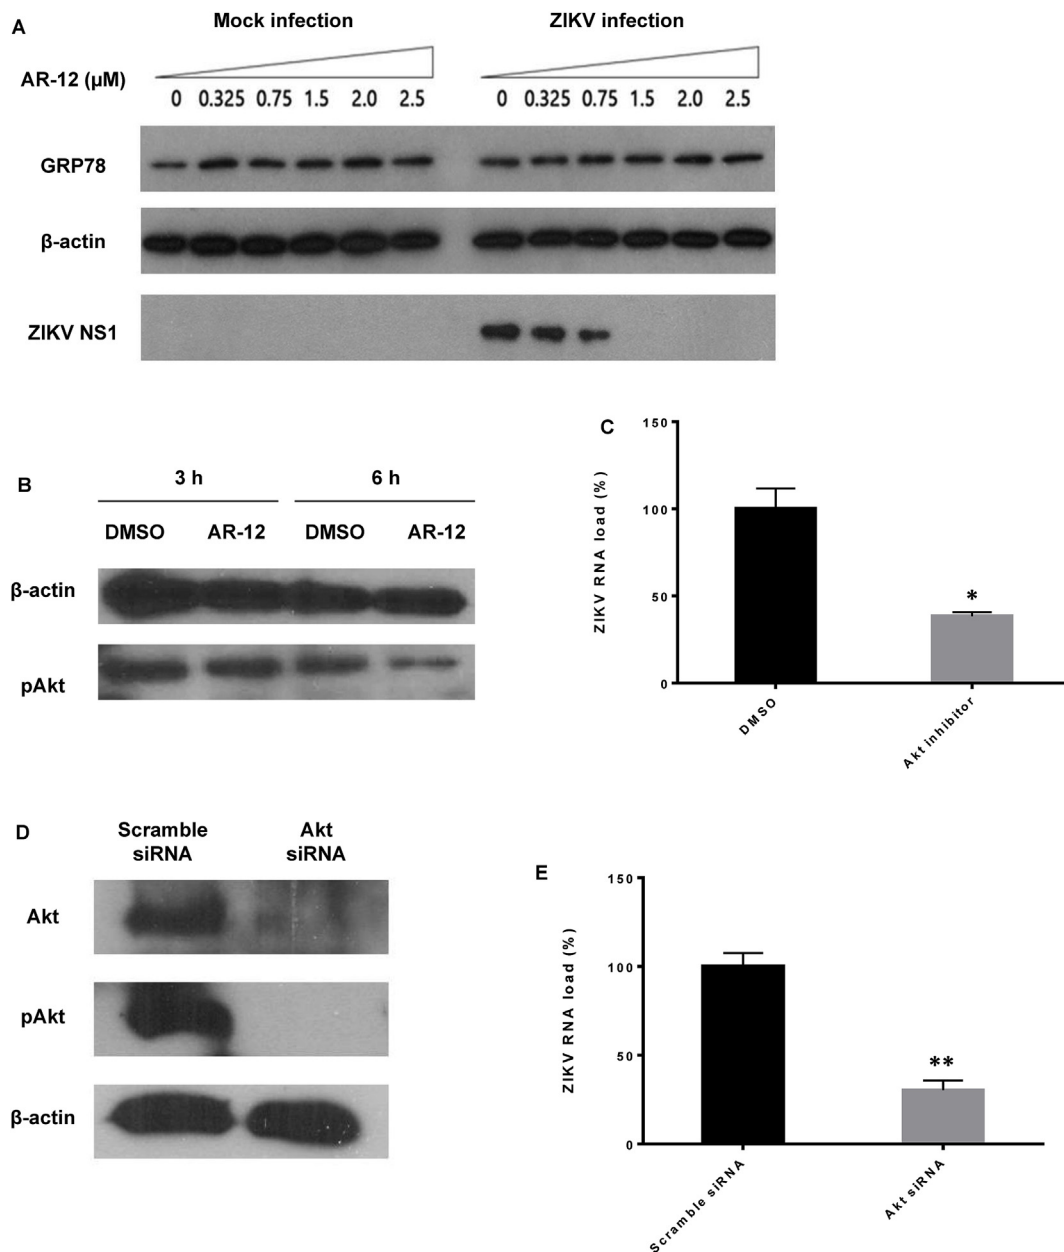 A
Mock infection
ZIKV infection
AR-12 (µM)
0 0.325 0.75 1.5 2.0 2.5
0 0.325 0.75 1.5 2.0 2.5
GRP78
β-actin
ZIKV NS1
B
3 h
6 h
DMSO AR-12 DMSO AR-12
β-actin
pAkt
C
ZIKV RNA load (%)
150
100
50
0
*
DMSO
Akt inhibitor
D
Scramble
siRNA
Akt
siRNA
Akt
pAkt
β-actin
E
ZIKV RNA load (%)
150
100
50
0
**
Scramble siRNA
Akt siRNA